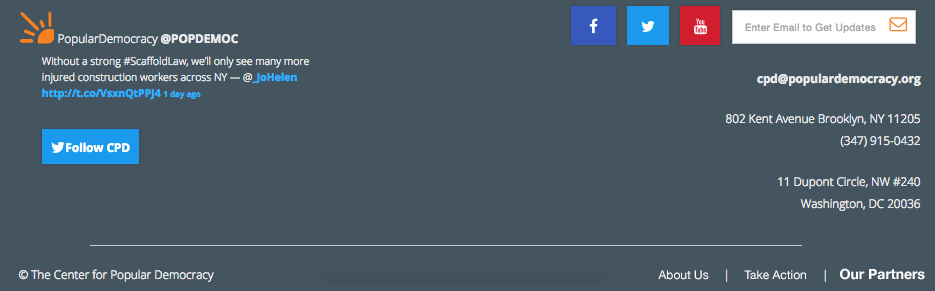 PopularDemocracy @POPDEMOC
Without a strong #ScaffoldLaw, we'll only see many more
injured construction workers across NY — @_JoHelen
http://t.co/VsxnQtPPJ4 1 day ago
Follow CPD
f
You
Tube
Enter Email to Get Updates
cpd@populardemocracy.org
802 Kent Avenue Brooklyn, NY 11205
(347) 915-0432
11 Dupont Circle, NW #240
Washington, DC 20036
© The Center for Popular Democracy
About Us | Take Action | Our Partners